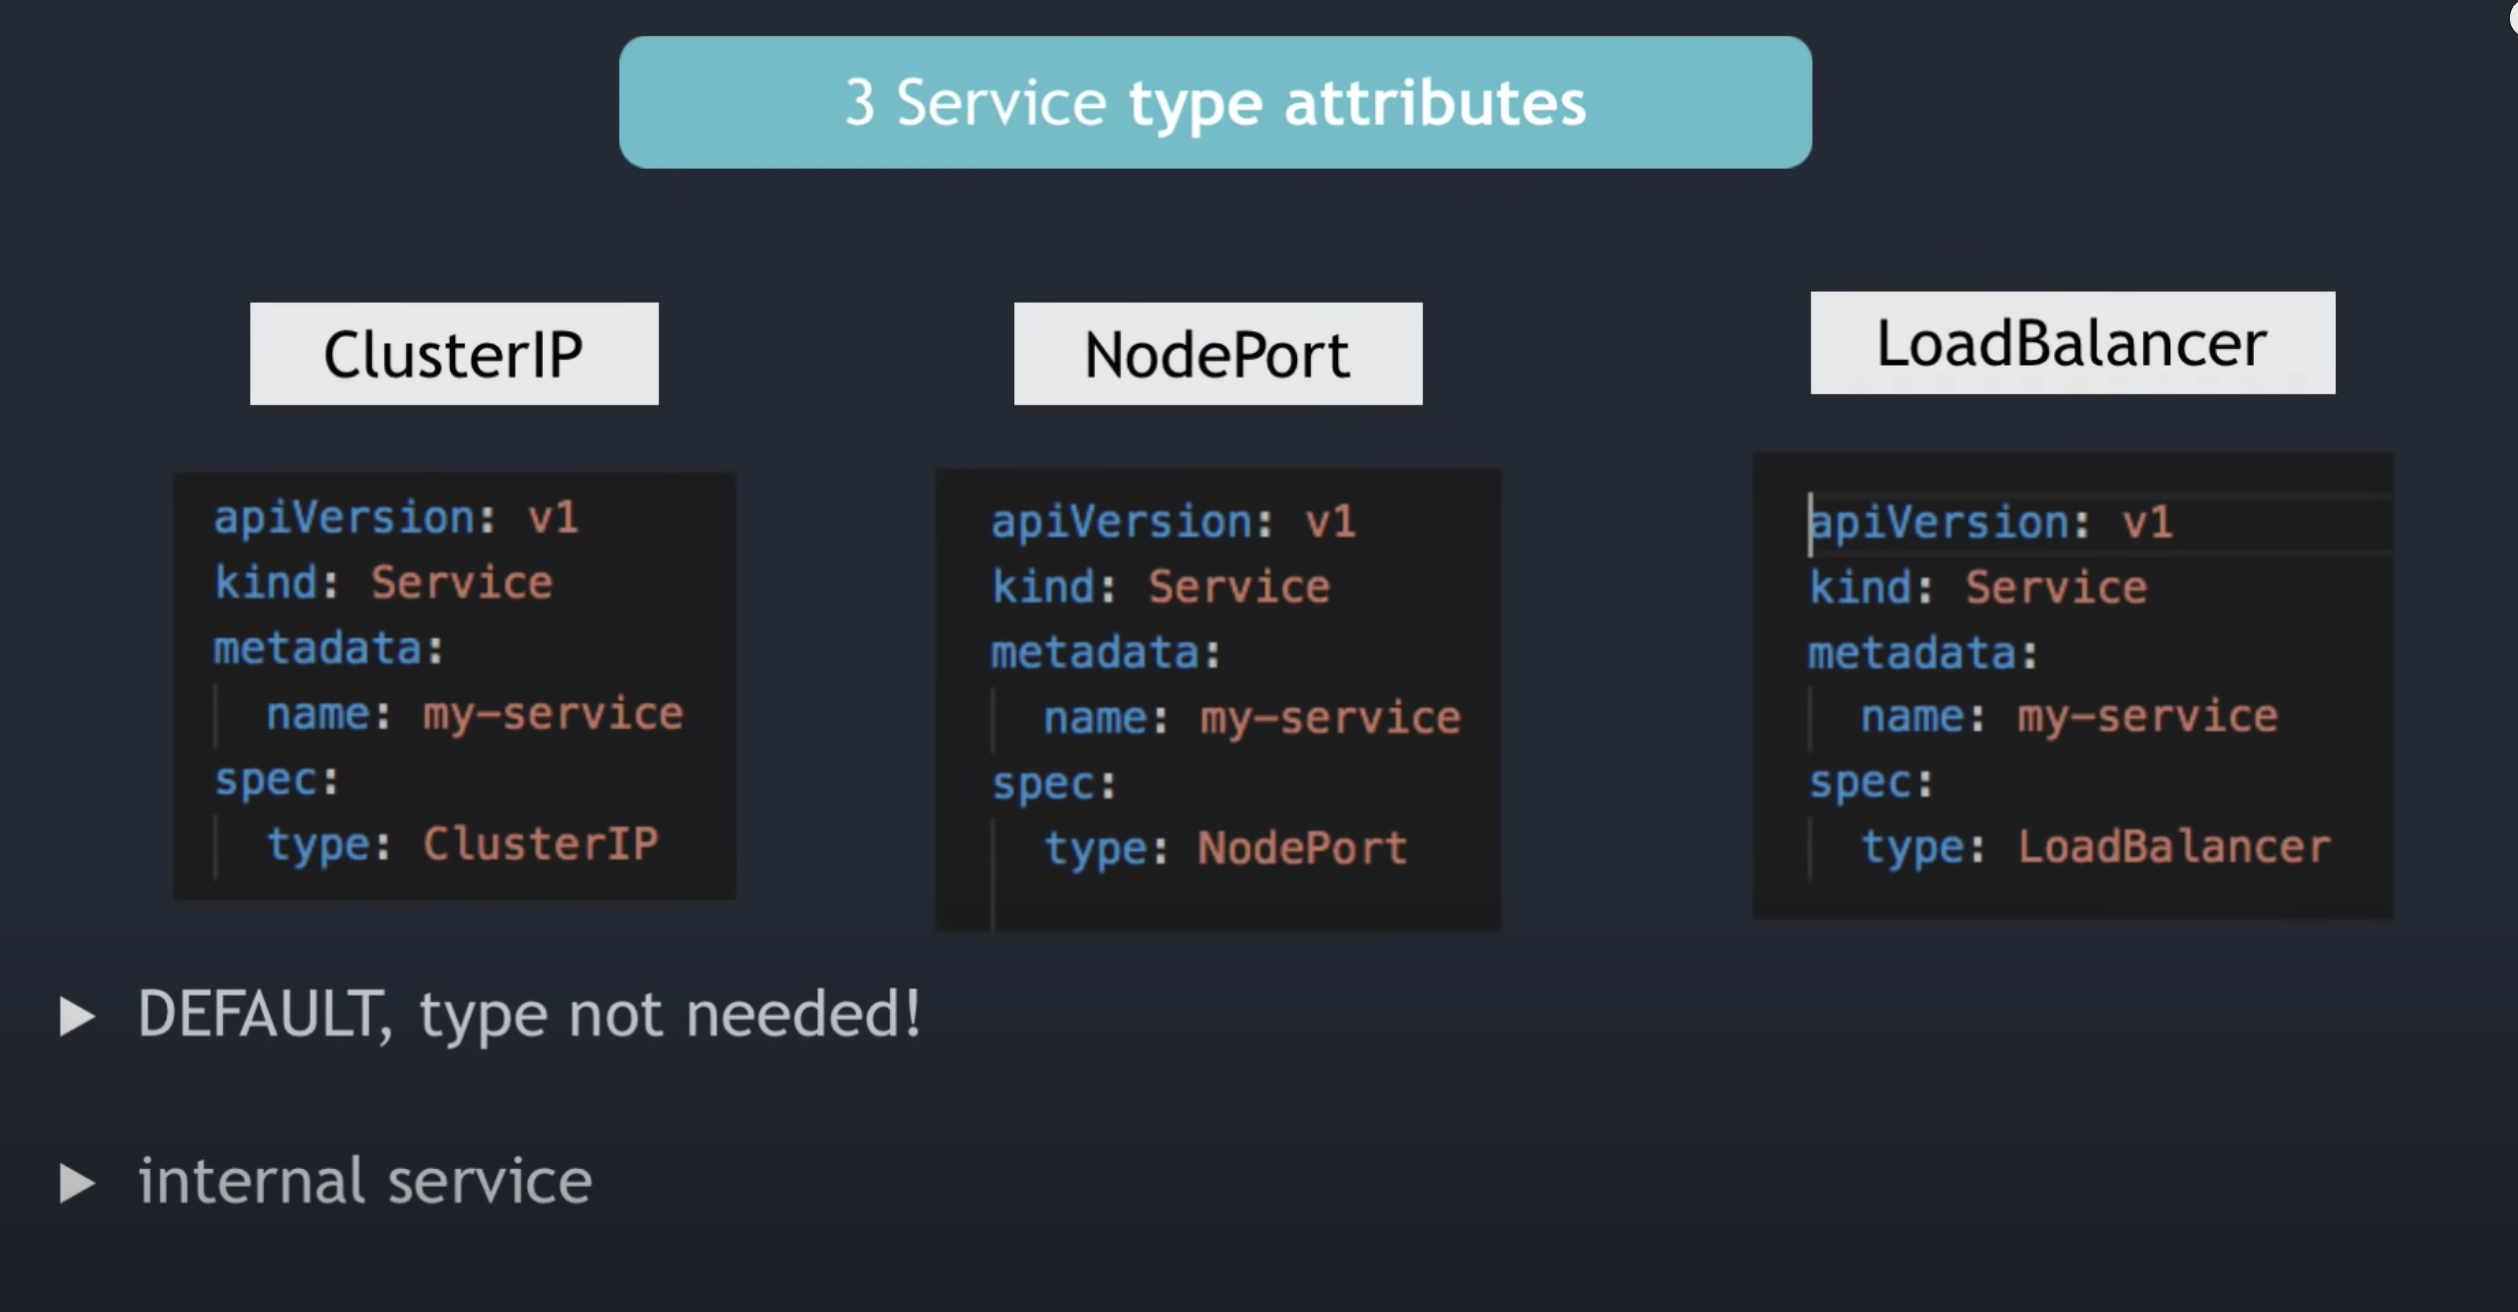 3 Service type attributes
ClusterIP
apiVersion: v1
kind: Service
metadata:
  name: my-service
spec:
  type: ClusterIP
NodePort
apiVersion: v1
kind: Service
metadata:
  name: my-service
spec:
  type: NodePort
LoadBalancer
apiVersion: v1
kind: Service
metadata:
  name: my-service
spec:
  type: LoadBalancer
▶ DEFAULT, type not needed!
▶ internal service